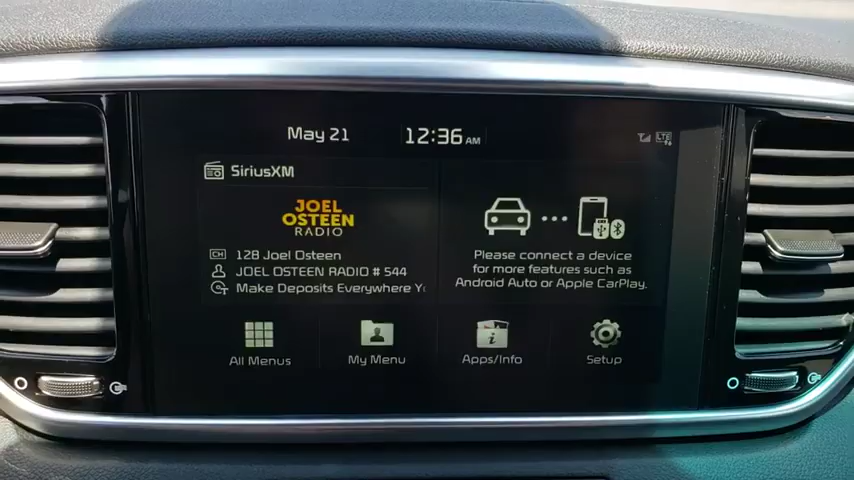 May 21
12:36 AM
LTE
SiriusXM
JOEL
OSTEEN
RADIO
CH 128 Joel Osteen
JOEL OSTEEN RADIO # 544
Make Deposits Everywhere Y
Please connect a device
for more features such as
Android Auto or Apple CarPlay.
All Menus
My Menu
Apps/Info
Setup